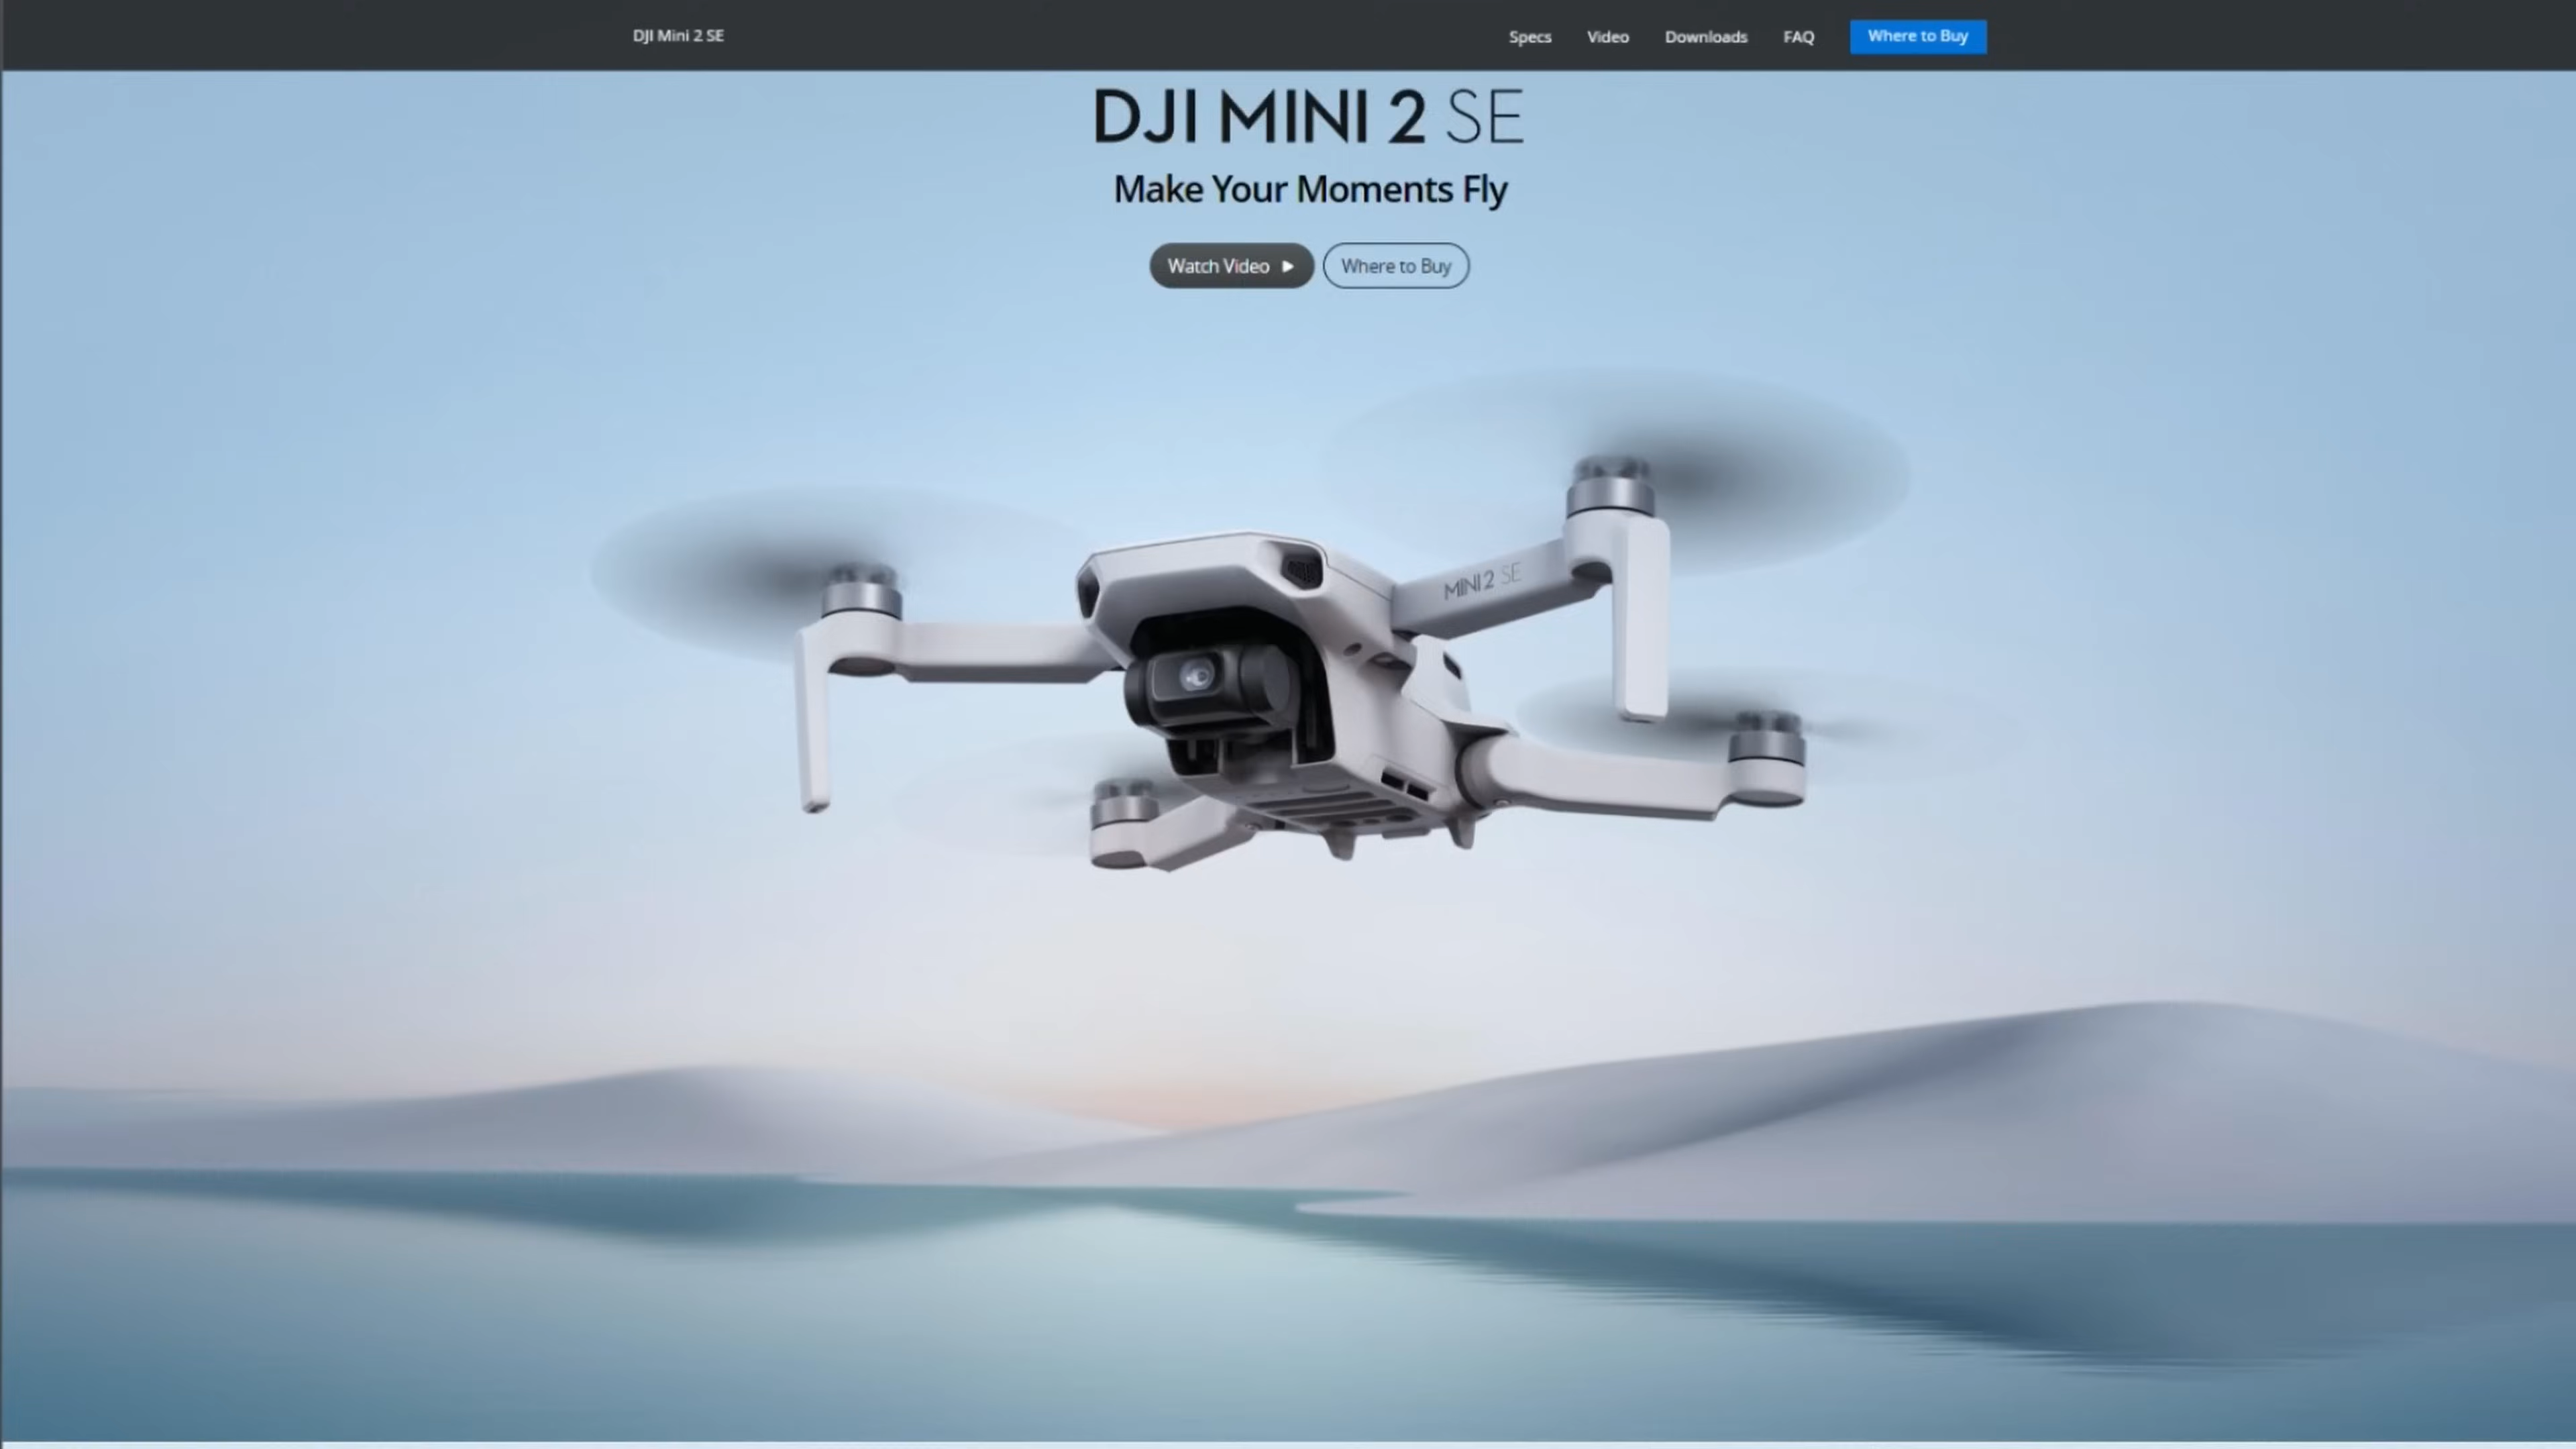 DJI Mini 2 SE
Specs Video Downloads FAQ Where to Buy
DJI MINI 2 SE
Make Your Moments Fly
Watch Video Where to Buy
MINI 2 SE